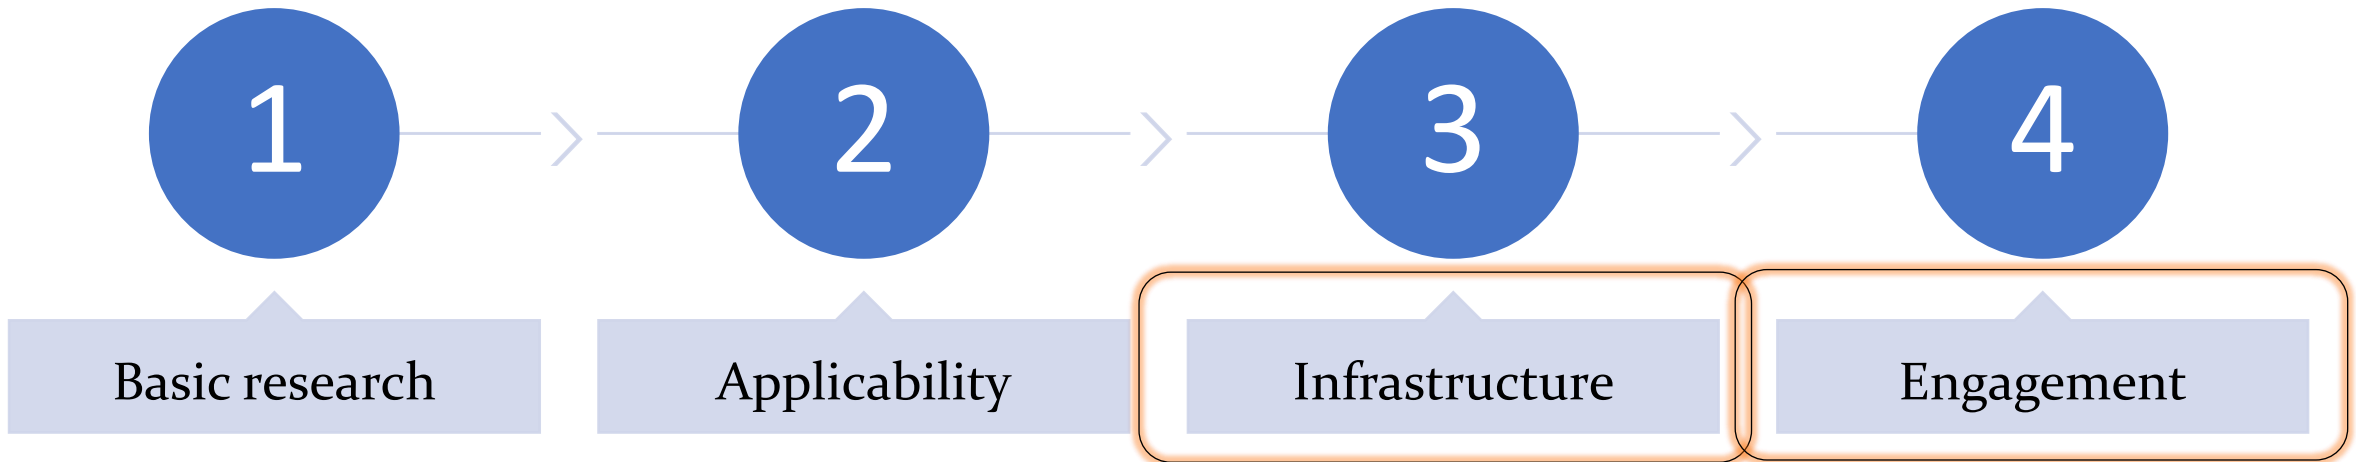 1
2
3
4
Basic research
Applicability
Infrastructure
Engagement